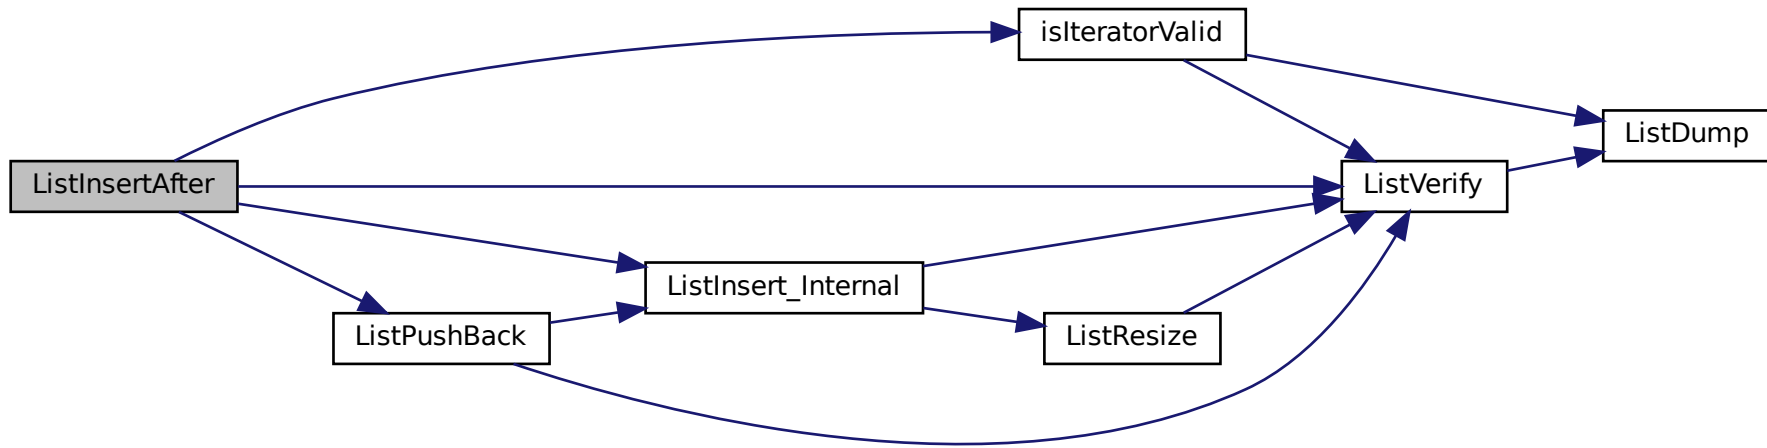 isIteratorValid
ListDump
ListInsertAfter
ListVerify
ListInsert_Internal
ListPushBack
ListResize